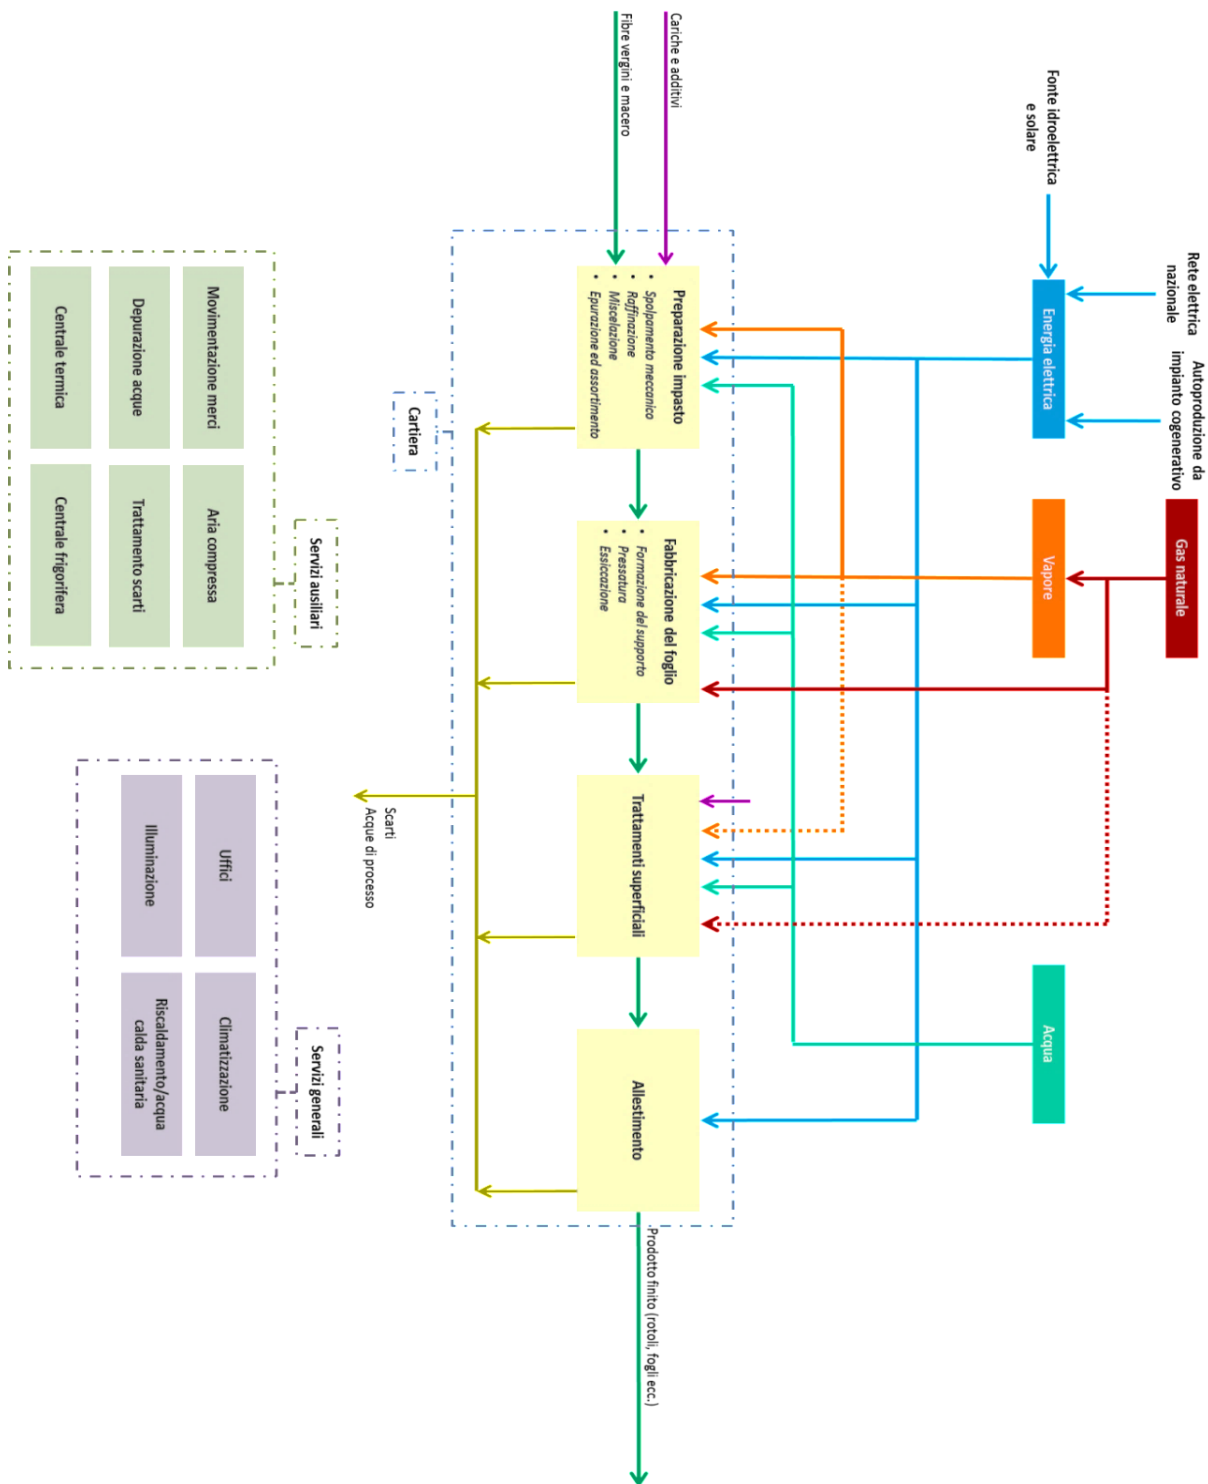 Gas naturale
Rete elettrica
nazionale
Autoproduzione da
impianto cogenerativo
Fonte idroelettrica
e solare
Energia elettrica
Vapore
Acqua
Cariche e additivi
Fibre vergini e macero
Preparazione impasto
• Spolpamento meccanico
• Raffinazione
• Miscelazione
• Epurazione ed assortimento
Fabbricazione del foglio
• Formazione del supporto
• Pressatura
• Essiccazione
Trattamenti superficiali
Allestimento
Prodotto finito (rotoli, fogli ecc.)
Cartiera
Scarti
Acque di processo
Servizi ausiliari
Movimentazione merci
Aria compressa
Depurazione acque
Trattamento scarti
Centrale termica
Centrale frigorifera
Servizi generali
Uffici
Climatizzazione
Illuminazione
Riscaldamento/acqua
calda sanitaria